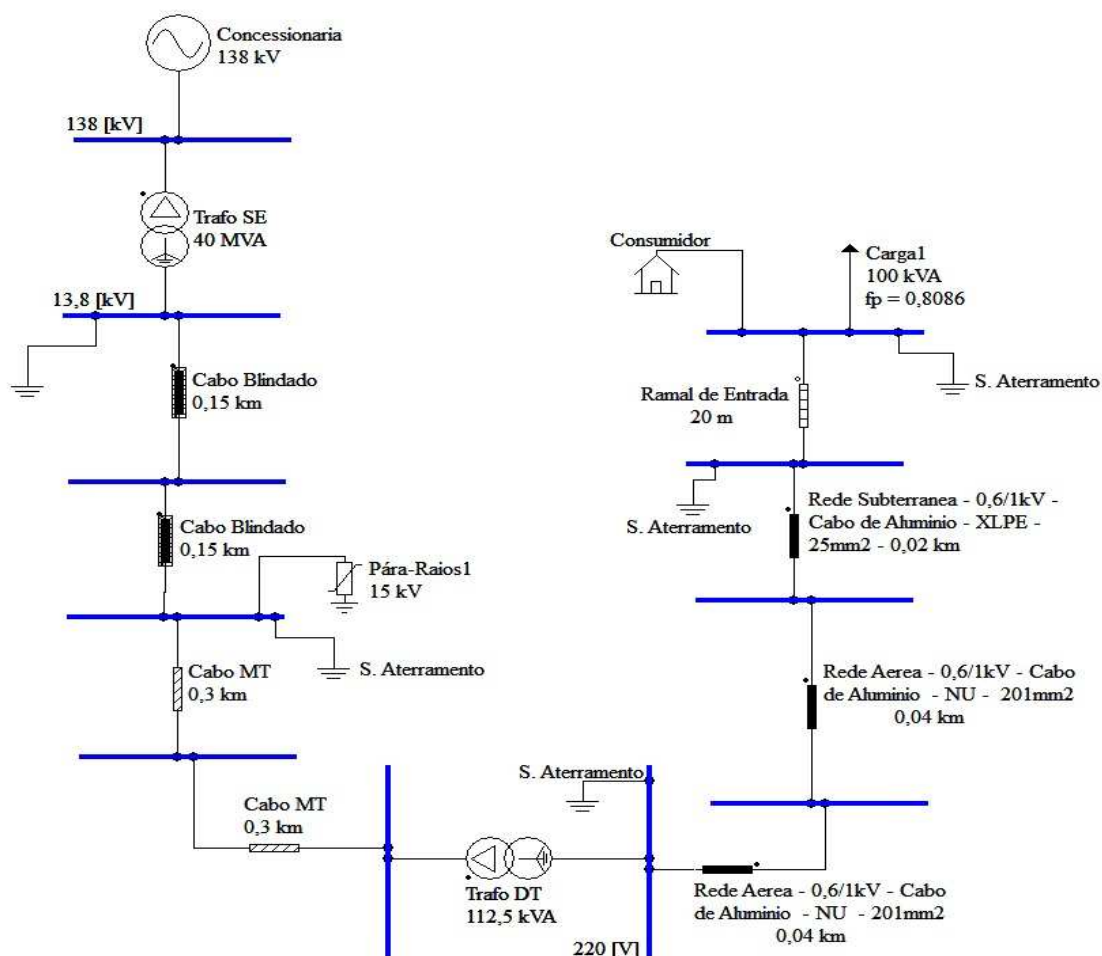 Concessionaria
138 kV
138 [kV]
Trafo SE
40 MVA
13,8 [kV]
Cabo Blindado
0,15 km
Cabo Blindado
0,15 km
Pára-Raios1
15 kV
S. Aterramento
Cabo MT
0,3 km
Cabo MT
0,3 km
Trafo DT
112,5 kVA
S. Aterramento
220 [V]
Rede Aerea - 0,6/1kV - Cabo
de Aluminio - NU - 201mm2
0,04 km
Rede Aerea - 0,6/1kV - Cabo
de Aluminio - NU - 201mm2
0,04 km
Rede Subterranea - 0,6/1kV -
Cabo de Aluminio - XLPE -
25mm2 - 0,02 km
S. Aterramento
Ramal de Entrada
20 m
S. Aterramento
Consumidor
Carga1
100 kVA
fp = 0,8086